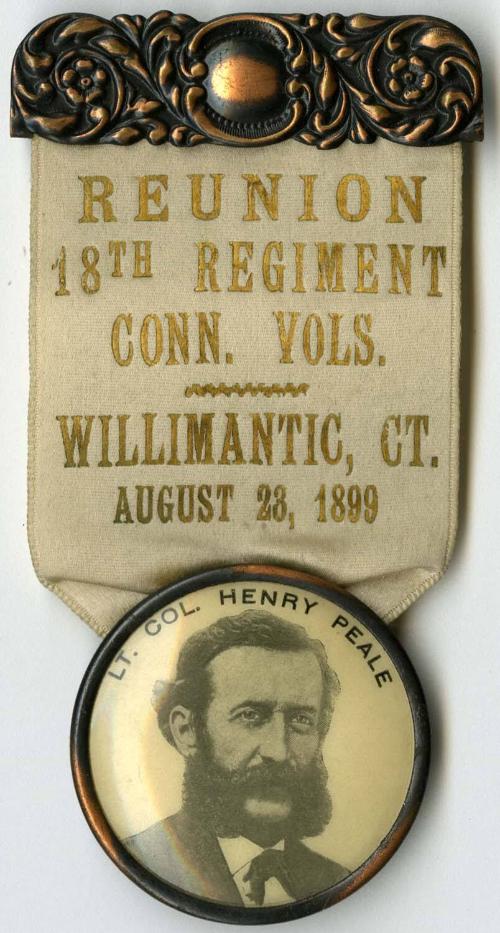 REUNION
18TH REGIMENT
CONN. VOLS.
WILLIMANTIC, CT.
AUGUST 23, 1899
LT. COL. HENRY PEALE